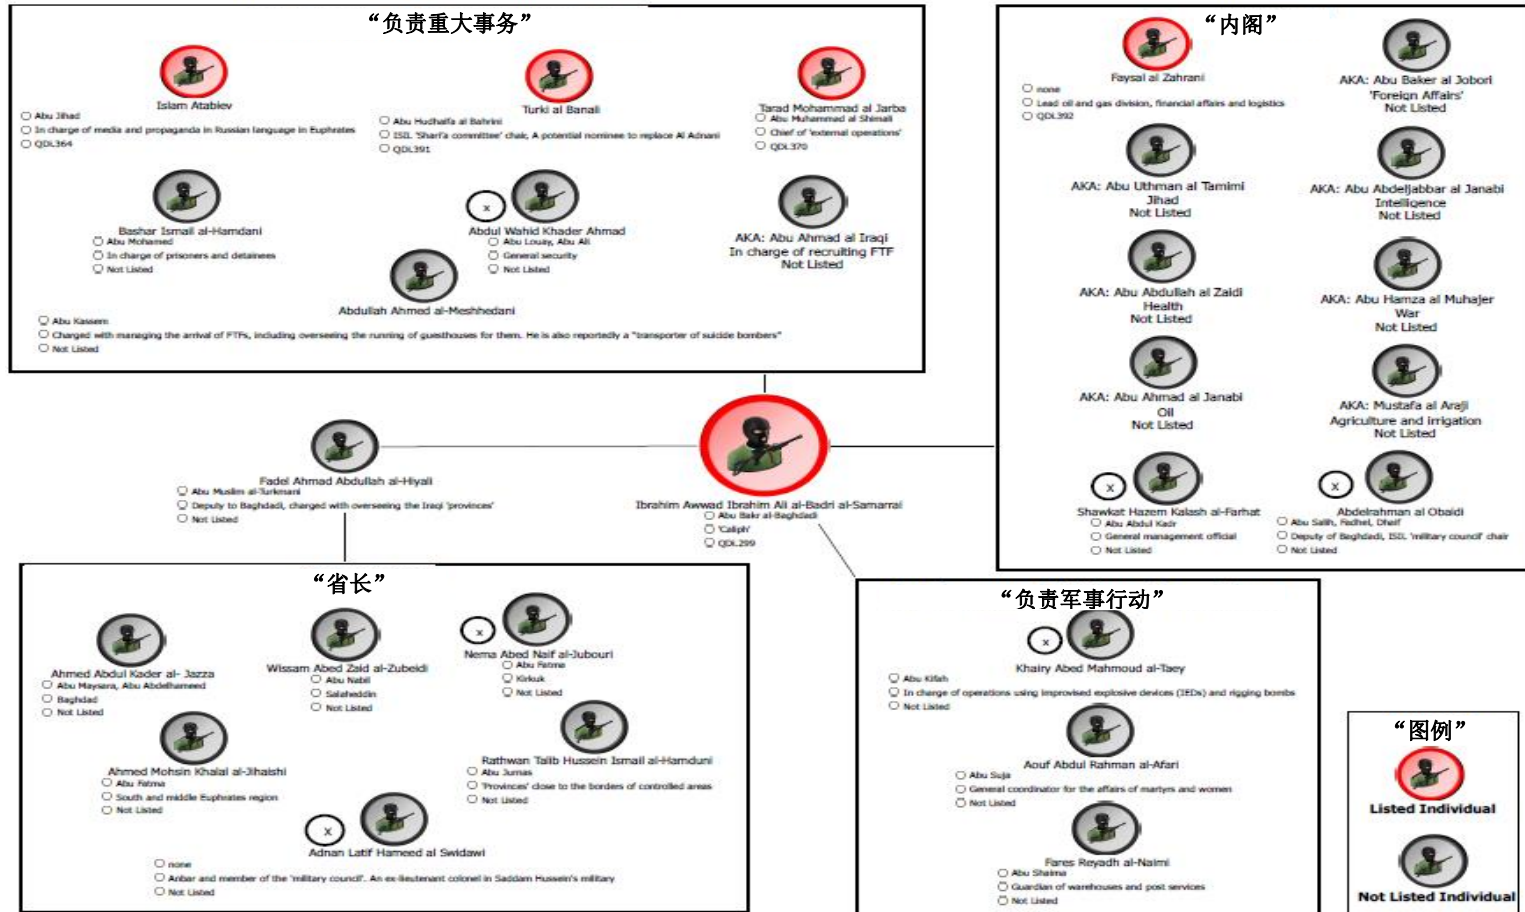 “负责重大事务”
Islam Atabiev
Abu Jihad
In charge of media and propaganda in Russian language in Euphrates
QDi.364
Turki al Banali
Abu Hudhaifa al Bahrini
ISIL 'Shari'a committee' chair, A potential nominee to replace Al Adnani
QDi.391
Tarad Mohammad al Jarba
Abu Muhammad al Shimali
Chief of 'external operations'
QDi.370
Bashar Ismail al-Hamdani
Abu Mohamed
In charge of prisoners and detainees
Not Listed
x
Abdul Wahid Khader Ahmad
Abu Louay, Abu Ali
General security
Not Listed
AKA: Abu Ahmad al Iraqi
In charge of recruiting FTF
Not Listed
Abdullah Ahmed al-Meshhedani
Abu Kassem
Charged with managing the arrival of FTFs, including overseeing the running of guesthouses for them. He is also reportedly a "transporter of suicide bombers"
Not Listed
“内阁”
Faysal al Zahrani
none
Lead oil and gas division, financial affairs and logistics
QDi.392
AKA: Abu Baker al Jobori
'Foreign Affairs'
Not Listed
AKA: Abu Uthman al Tamimi
Jihad
Not Listed
AKA: Abu Abdeljabbar al Janabi
Intelligence
Not Listed
AKA: Abu Abdullah al Zaidi
Health
Not Listed
AKA: Abu Hamza al Muhajer
War
Not Listed
AKA: Abu Ahmad al Janabi
Oil
Not Listed
AKA: Mustafa al Araji
Agriculture and irrigation
Not Listed
x
Shawkat Hazem Kalash al-Farhat
Abu Abdul Kadr
General management official
Not Listed
x
Abdelrahman al Obaidi
Abu Salih, Fadhel, Dhaif
Deputy of Baghdadi, ISIL 'military council' chair
Not Listed
Fadel Ahmad Abdullah al-Hiyali
Abu Muslim al-Turkmani
Deputy to Baghdadi, charged with overseeing the Iraqi 'provinces'
Not Listed
Ibrahim Awwad Ibrahim Ali al-Badri al-Samarrai
Abu Bakr al-Baghdadi
'Caliph'
QDi.299
“省长”
Ahmed Abdul Kader al- Jazza
Abu Maysara, Abu Abdelhameed
Baghdad
Not Listed
Wissam Abed Zaid al-Zubeidi
Abu Nabil
Salaheddin
Not Listed
x
Nema Abed Naif al-Jubouri
Abu Fatma
Kirkuk
Not Listed
Ahmed Mohsin Khalal al-Jihaishi
Abu Fatma
South and middle Euphrates region
Not Listed
Rathwan Talib Hussein Ismail al-Hamduni
Abu Jurnas
'Provinces' close to the borders of controlled areas
Not Listed
x
Adnan Latif Hameed al Swidawi
none
Anbar and member of the 'military council'. An ex-lieutenant colonel in Saddam Hussein's military
Not Listed
“负责军事行动”
x
Khairy Abed Mahmoud al-Taey
Abu Kifah
In charge of operations using improvised explosive devices (IEDs) and rigging bombs
Not Listed
Aouf Abdul Rahman al-Afari
Abu Suja
General coordinator for the affairs of martyrs and women
Not Listed
Fares Reyadh al-Naimi
Abu Shaima
Guardian of warehouses and post services
Not Listed
“图例”
Listed Individual
Not Listed Individual